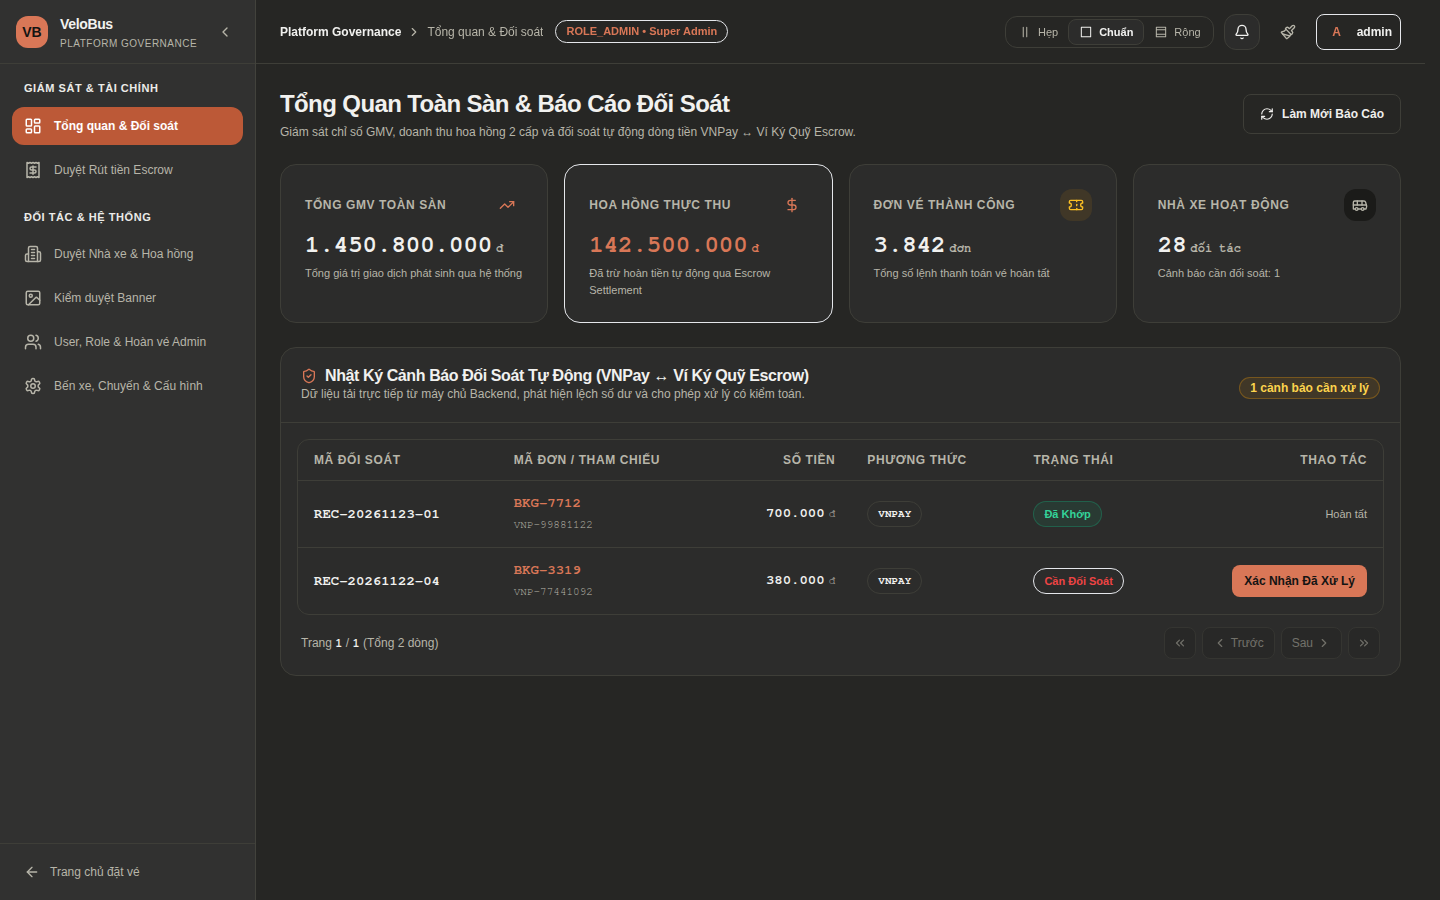 VB
VeloBus
PLATFORM GOVERNANCE
GIÁM SÁT & TÀI CHÍNH
Tổng quan & Đối soát
Duyệt Rút tiền Escrow
ĐỐI TÁC & HỆ THỐNG
Duyệt Nhà xe & Hoa hồng
Kiểm duyệt Banner
User, Role & Hoàn vé Admin
Bến xe, Chuyến & Cấu hình
Trang chủ đặt vé
Platform Governance Tổng quan & Đối soát ROLE_ADMIN • Super Admin
Hẹp Chuẩn Rộng A admin
Tổng Quan Toàn Sàn & Báo Cáo Đối Soát
Giám sát chỉ số GMV, doanh thu hoa hồng 2 cấp và đối soát tự động dòng tiền VNPay ↔ Ví Ký Quỹ Escrow.
Làm Mới Báo Cáo
TỔNG GMV TOÀN SÀN
1.450.800.000 đ
Tổng giá trị giao dịch phát sinh qua hệ thống
HOA HỒNG THỰC THU
142.500.000 đ
Đã trừ hoàn tiền tự động qua Escrow
Settlement
ĐƠN VÉ THÀNH CÔNG
3.842 đơn
Tổng số lệnh thanh toán vé hoàn tất
NHÀ XE HOẠT ĐỘNG
28 đối tác
Cảnh báo cần đối soát: 1
Nhật Ký Cảnh Báo Đối Soát Tự Động (VNPay ↔ Ví Ký Quỹ Escrow)
Dữ liệu tải trực tiếp từ máy chủ Backend, phát hiện lệch số dư và cho phép xử lý có kiểm toán.
1 cảnh báo cần xử lý
MÃ ĐỐI SOÁT MÃ ĐƠN / THAM CHIẾU SỐ TIỀN PHƯƠNG THỨC TRẠNG THÁI THAO TÁC
REC-20261123-01 BKG-7712 700.000 đ VNPAY Đã Khớp Hoàn tất
VNP-99881122
REC-20261122-04 BKG-3319 380.000 đ VNPAY Cần Đối Soát Xác Nhận Đã Xử Lý
VNP-77441092
Trang 1 / 1 (Tổng 2 dòng)
Trước Sau